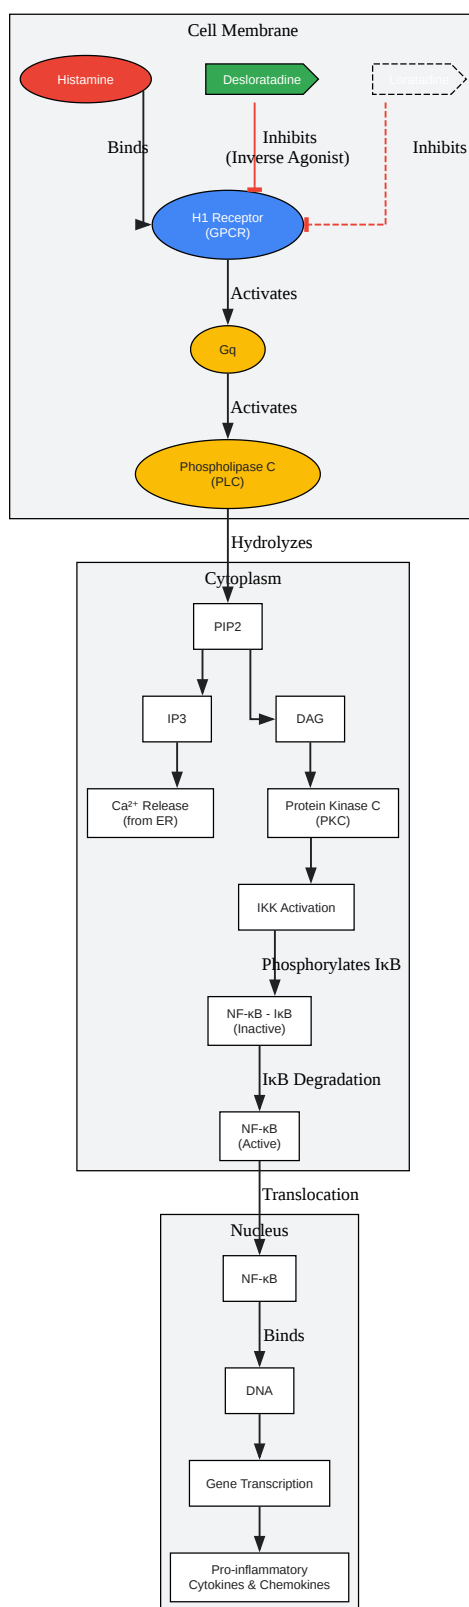 Cell Membrane
Histamine
Desloratadine
Loratadine
Binds
Inhibits
(Inverse Agonist)
Inhibits
H1 Receptor
(GPCR)
Activates
Gq
Activates
Phospholipase C
(PLC)
Hydrolyzes
Cytoplasm
PIP2
IP3
DAG
Ca²⁺ Release
(from ER)
Protein Kinase C
(PKC)
IKK Activation
Phosphorylates IκB
NF-κB - IκB
(Inactive)
IκB Degradation
NF-κB
(Active)
Translocation
Nucleus
NF-κB
Binds
DNA
Gene Transcription
Pro-inflammatory
Cytokines & Chemokines